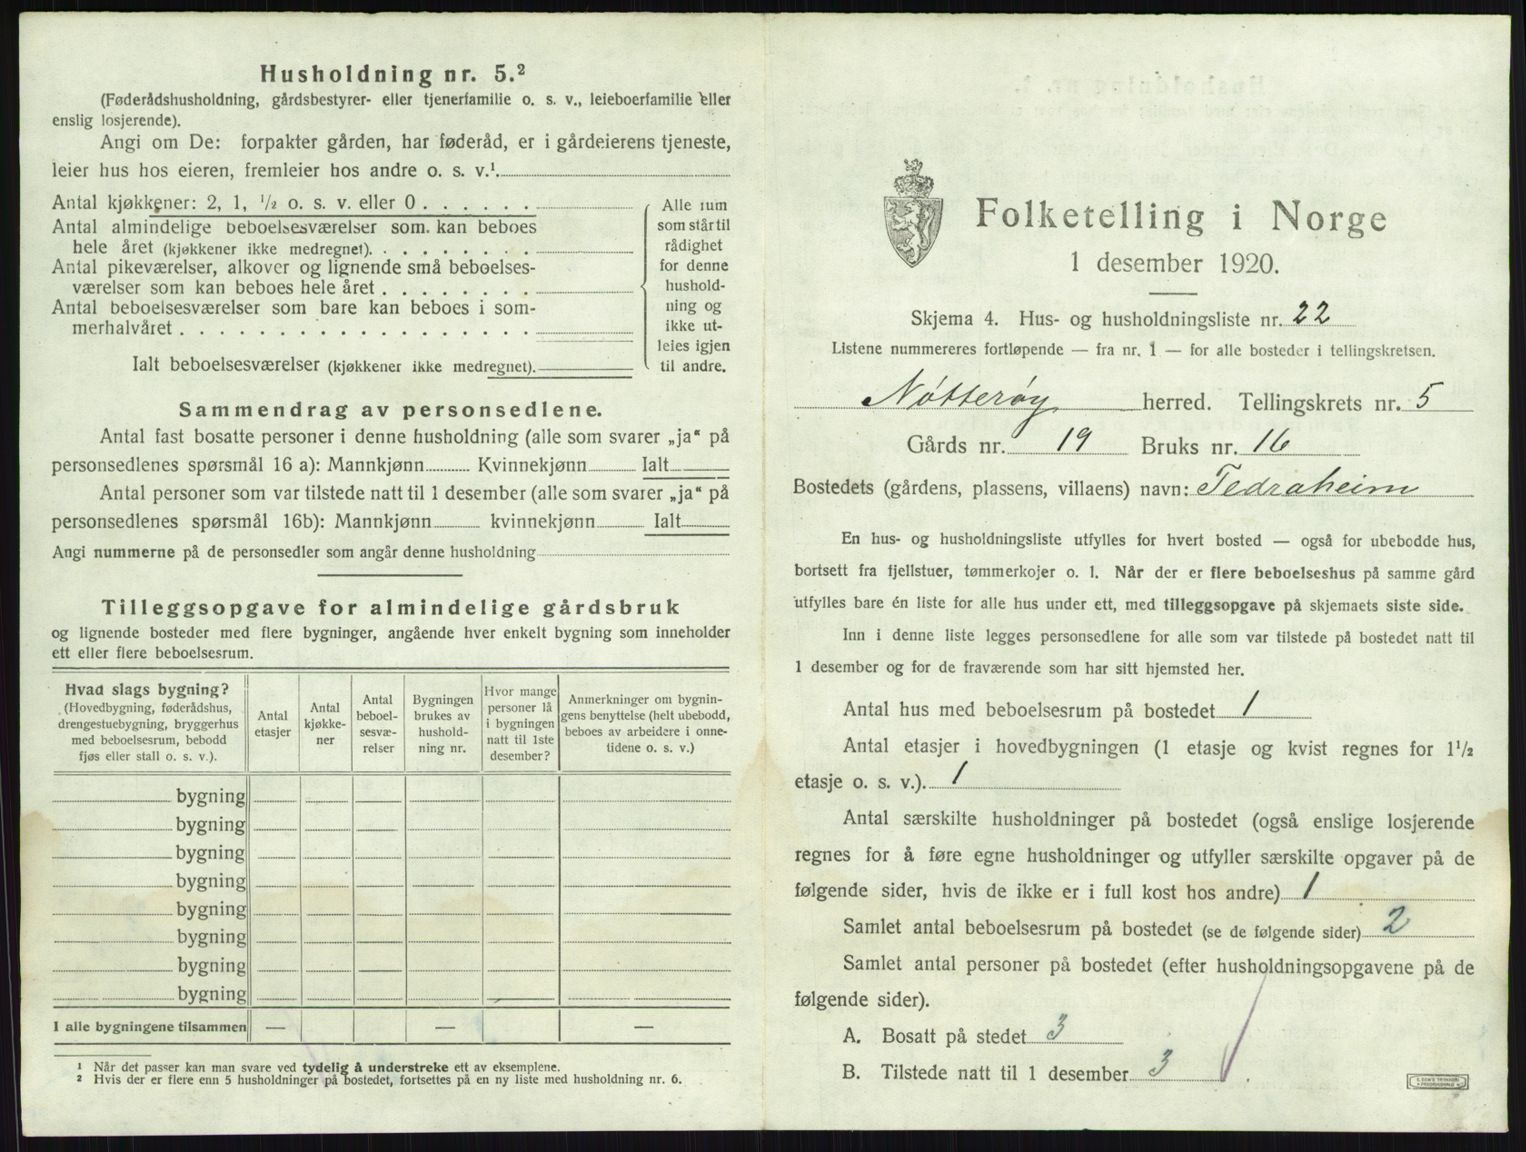 Husholdning nr. 5.²
(Føderådshusholdning, gårdsbestyrer- eller tjenerfamilie o. s. v., leieboerfamilie eller
enslig losjerende).
Angi om De: forpakter gården, har føderåd, er i gårdeierens tjeneste,
leier hus hos eieren, fremleier hos andre o. s. v.¹
Antal kjøkkener: 2, 1, ½ o. s. v. eller 0
Antal almindelige beboelsesværelser som kan beboes
hele året (kjøkkener ikke medregnet).
Antal pikeværelser, alkover og lignende små beboelses-
værelser som kan beboes hele året
Antal beboelsesværelser som bare kan beboes i som-
merhalvåret
Ialt beboelsesværelser (kjøkkener ikke medregnet).
Alle rum
som står til
rådighet
for denne
hushold-
ning og
ikke ut-
leies igjen
til andre.
Sammendrag av personsedlene.
Antal fast bosatte personer i denne husholdning (alle som svarer „ja“ på
personsedlenes spørsmål 16 a): Mannkjønn Kvinnekjønn Ialt
Antal personer som var tilstede natt til 1 desember (alle som svarer „ja“ på
personsedlenes spørsmål 16b): Mannkjønn kvinnekjønn Ialt
Angi nummerne på de personsedler som angår denne husholdning
Tilleggsopgave for almindelige gårdsbruk
og lignende bosteder med flere bygninger, angående hver enkelt bygning som inneholder
ett eller flere beboelsesrum.
Hvad slags bygning?
(Hovedbygning, føderådshus,
drengestuebygning, bryggerhus
med beboelsesrum, bebodd
fjøs eller stall o. s. v.).
Antal
etasjer
Antal
kjøkke-
ner
Antal
beboel-
sesvæ-
relser
Bygningen
brukes av
hushold-
ning nr.
Hvor mange
personer lå
i bygningen
natt til 1ste
desember?
Anmerkninger om bygnin-
gens benyttelse (helt ubebodd,
beboes av arbeidere i onne-
tidene o. s. v.)
bygning
bygning
bygning
bygning
bygning
bygning
bygning
bygning
I alle bygningene tilsammen — — —
¹ Når det passer kan man svare ved tydelig å understreke ett av eksemplene.
² Hvis der er flere enn 5 husholdninger på bostedet, fortsettes på en ny liste med husholdning nr. 6.
Folketelling i Norge
1 desember 1920.
Skjema 4. Hus- og husholdningsliste nr. 22
Listene nummereres fortløpende — fra nr. 1 — for alle bosteder i tellingskretsen.
Nøtterøy herred. Tellingskrets nr. 5
Gårds nr. 19 Bruks nr. 16
Bostedets (gårdens, plassens, villaens) navn: Fedraheim
En hus- og husholdningsliste utfylles for hvert bosted — også for ubebodde hus,
bortsett fra fjellstuer, tømmerkojer o. l. Når der er flere beboelseshus på samme gård
utfylles bare én liste for alle hus under ett, med tilleggsopgave på skjemaets siste side.
Inn i denne liste legges personsedlene for alle som var tilstede på bostedet natt til
1 desember og for de fraværende som har sitt hjemsted her.
Antal hus med beboelsesrum på bostedet 1
Antal etasjer i hovedbygningen (1 etasje og kvist regnes for 1½
etasje o. s. v.). 1
Antal særskilte husholdninger på bostedet (også enslige losjerende
regnes for å føre egne husholdninger og utfyller særskilte opgaver på de
følgende sider, hvis de ikke er i full kost hos andre) 1
Samlet antal beboelsesrum på bostedet (se de følgende sider) 2
Samlet antal personer på bostedet (efter husholdningsopgavene på de
følgende sider).
A. Bosatt på stedet 3
B. Tilstede natt til 1 desember 3